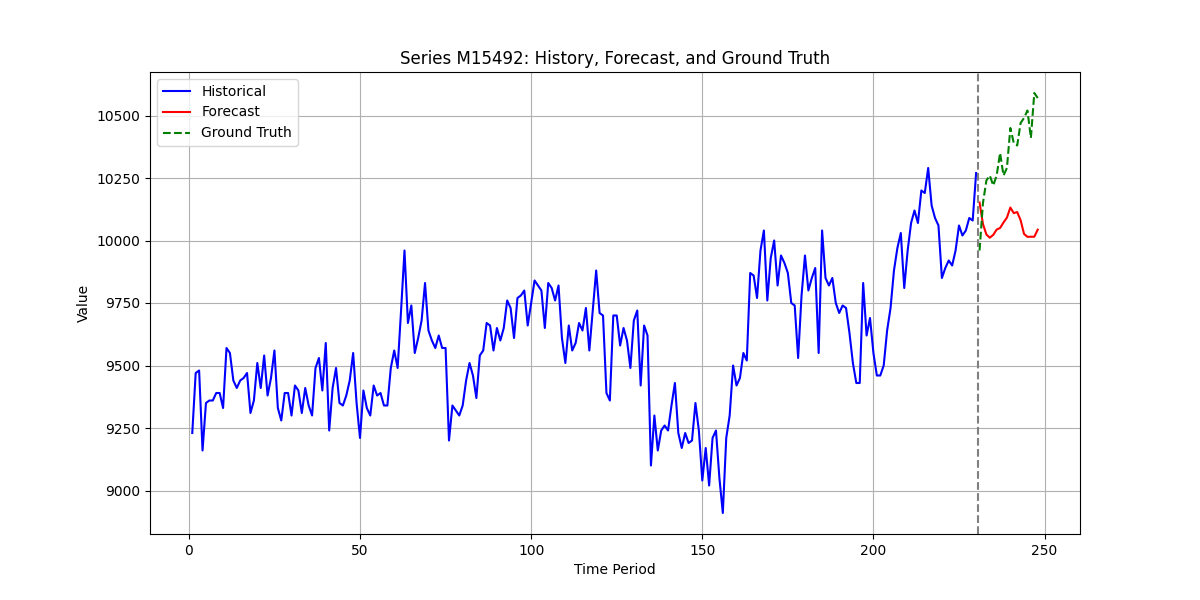 Series M15492: History, Forecast, and Ground Truth
Historical
Forecast
Ground Truth
10500
10250
10000
9750
9500
9250
9000
Value
0 50 100 150 200 250
Time Period